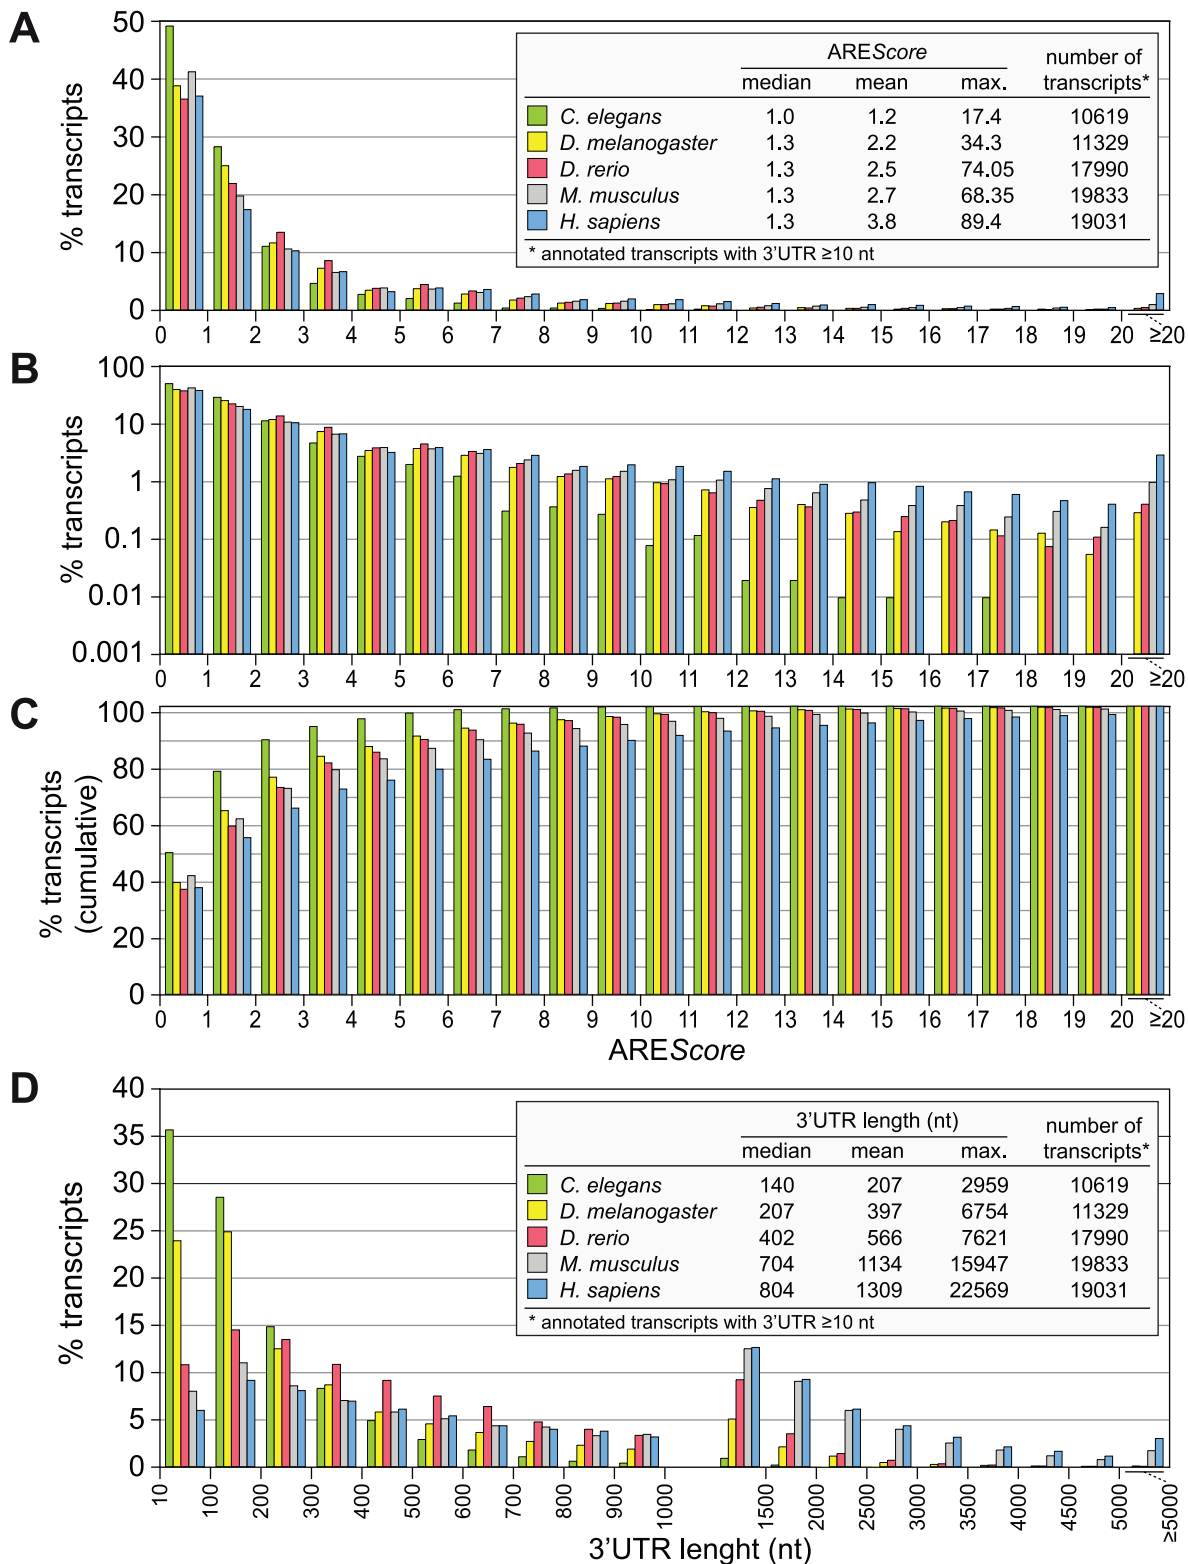 A
50
40
30
20
10
0
% transcripts
AREScore
number of
median mean max. transcripts*
C. elegans 1.0 1.2 17.4 10619
D. melanogaster 1.3 2.2 34.3 11329
D. rerio 1.3 2.5 74.05 17990
M. musculus 1.3 2.7 68.35 19833
H. sapiens 1.3 3.8 89.4 19031
* annotated transcripts with 3'UTR ≥10 nt
0 1 2 3 4 5 6 7 8 9 10 11 12 13 14 15 16 17 18 19 20 ≥20
B
100
10
1
0.1
0.01
0.001
% transcripts
0 1 2 3 4 5 6 7 8 9 10 11 12 13 14 15 16 17 18 19 20 ≥20
C
100
80
60
40
20
0
% transcripts
(cumulative)
0 1 2 3 4 5 6 7 8 9 10 11 12 13 14 15 16 17 18 19 20 ≥20
AREScore
D
40
35
30
25
20
15
10
5
0
% transcripts
3'UTR length (nt)
number of
median mean max. transcripts*
C. elegans 140 207 2959 10619
D. melanogaster 207 397 6754 11329
D. rerio 402 566 7621 17990
M. musculus 704 1134 15947 19833
H. sapiens 804 1309 22569 19031
* annotated transcripts with 3'UTR ≥10 nt
10 100 200 300 400 500 600 700 800 900 1000 1500 2000 2500 3000 3500 4000 4500 5000 ≥5000
3'UTR lenght (nt)